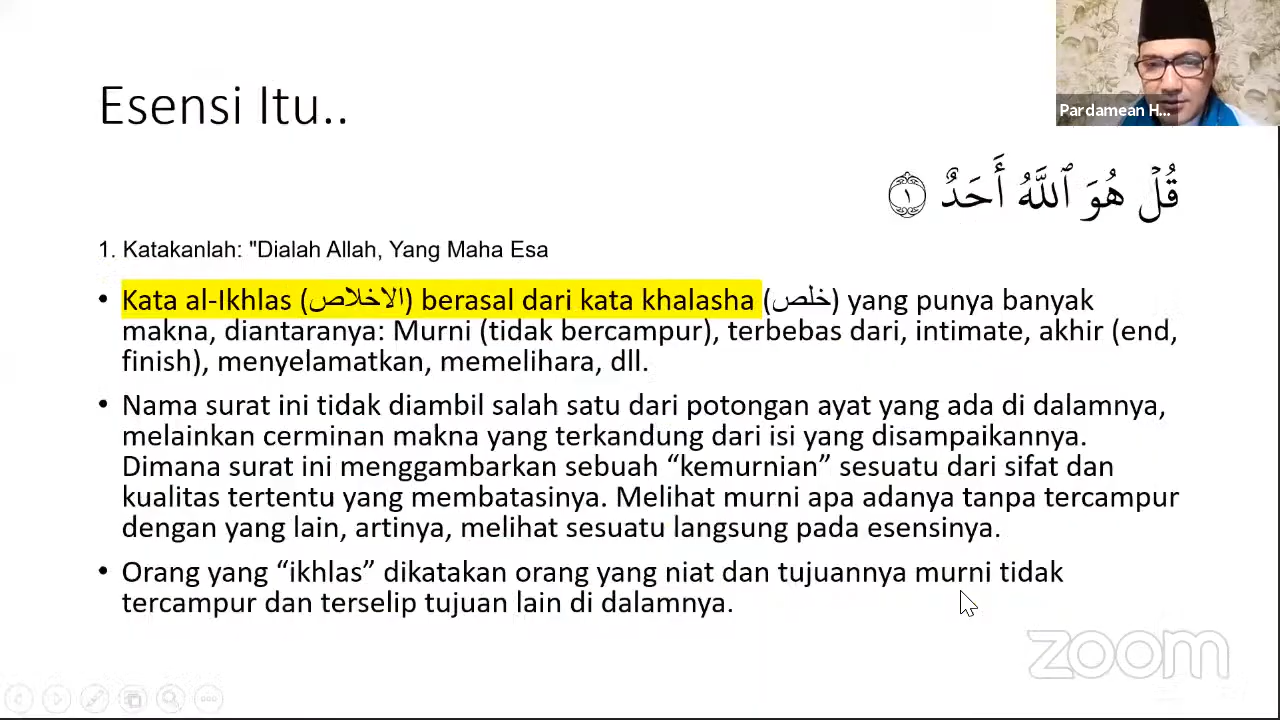 Esensi Itu..
Pardamean H...
قُلۡ هُوَ ٱللَّهُ أَحَدٌ ١
1. Katakanlah: "Dialah Allah, Yang Maha Esa
• Kata al-Ikhlas (الاخلاص) berasal dari kata khalasha (خلص) yang punya banyak
makna, diantaranya: Murni (tidak bercampur), terbebas dari, intimate, akhir (end,
finish), menyelamatkan, memelihara, dll.
• Nama surat ini tidak diambil salah satu dari potongan ayat yang ada di dalamnya,
melainkan cerminan makna yang terkandung dari isi yang disampaikannya.
Dimana surat ini menggambarkan sebuah “kemurnian” sesuatu dari sifat dan
kualitas tertentu yang membatasinya. Melihat murni apa adanya tanpa tercampur
dengan yang lain, artinya, melihat sesuatu langsung pada esensinya.
• Orang yang “ikhlas” dikatakan orang yang niat dan tujuannya murni tidak
tercampur dan terselip tujuan lain di dalamnya.
zoom